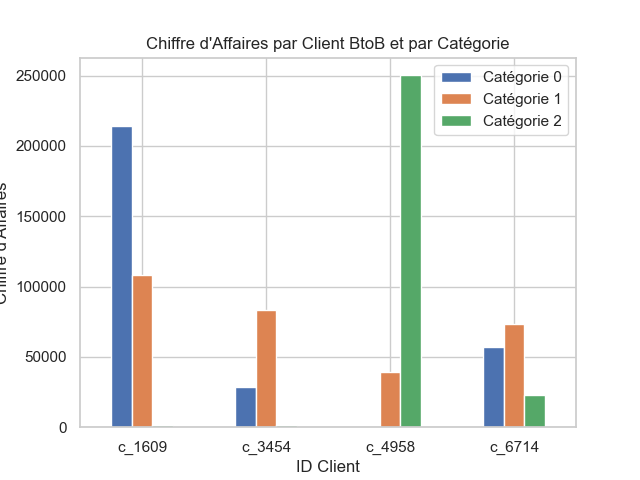 Chiffre d'Affaires par Client BtoB et par Catégorie
250000
200000
150000
100000
50000
0
Chiffre d'Affaires
Catégorie 0
Catégorie 1
Catégorie 2
c_1609
c_3454
c_4958
c_6714
ID Client